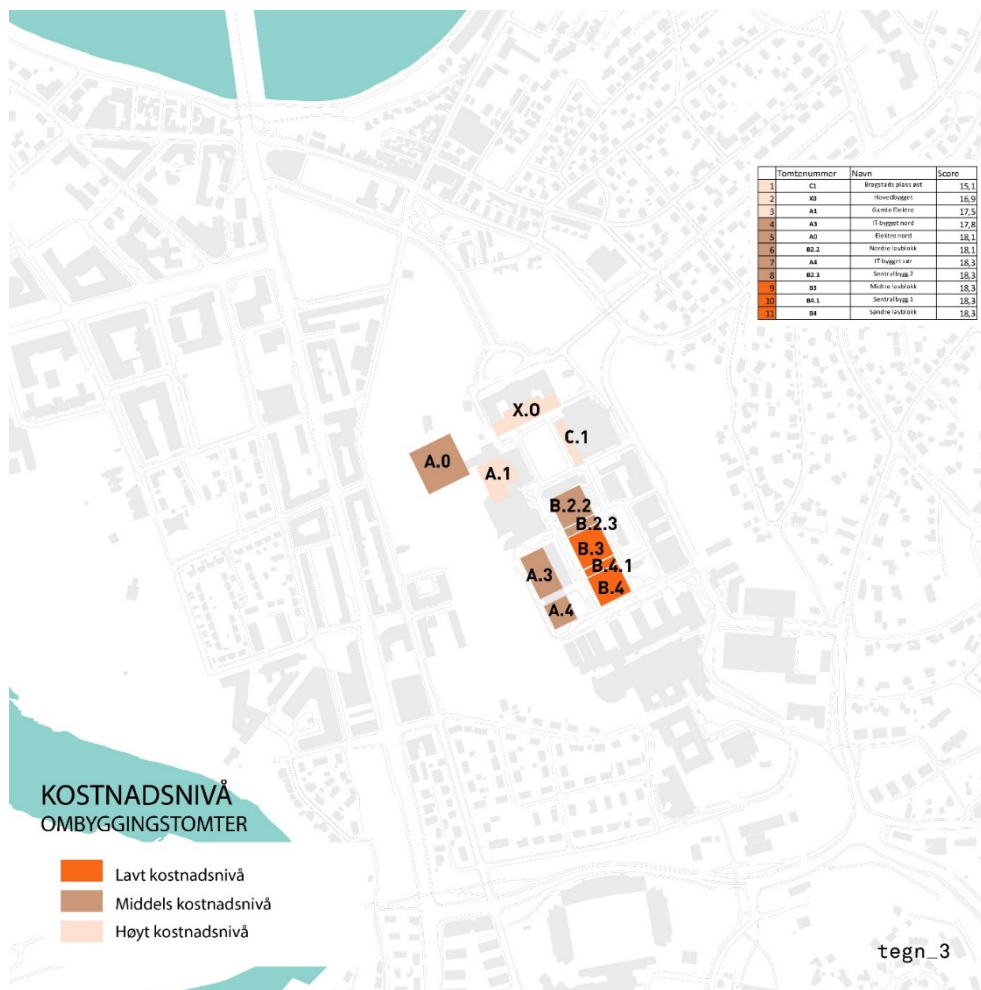 Tomtenummer Navn Score
1 C1 Bragstads plass øst 15,1
2 X0 Hovedbygget 16,9
3 A1 Gamle Elektro 17,5
4 A3 IT-bygget nord 17,8
5 A0 Elektro nord 18,1
6 B2.2 Nordre lavblokk 18,1
7 A4 IT-bygget sør 18,3
8 B2.3 Sentralbygg 2 18,3
9 B3 Midtre lavblokk 18,3
10 B4.1 Sentralbygg 1 18,3
11 B4 Søndre lavblokk 18,3
X.0
C.1
A.0
A.1
B.2.2
B.2.3
B.3
B.4.1
A.3
B.4
A.4
KOSTNADSNIVÅ
OMBYGGINGSTOMTER
Lavt kostnadsnivå
Middels kostnadsnivå
Høyt kostnadsnivå
tegn_3